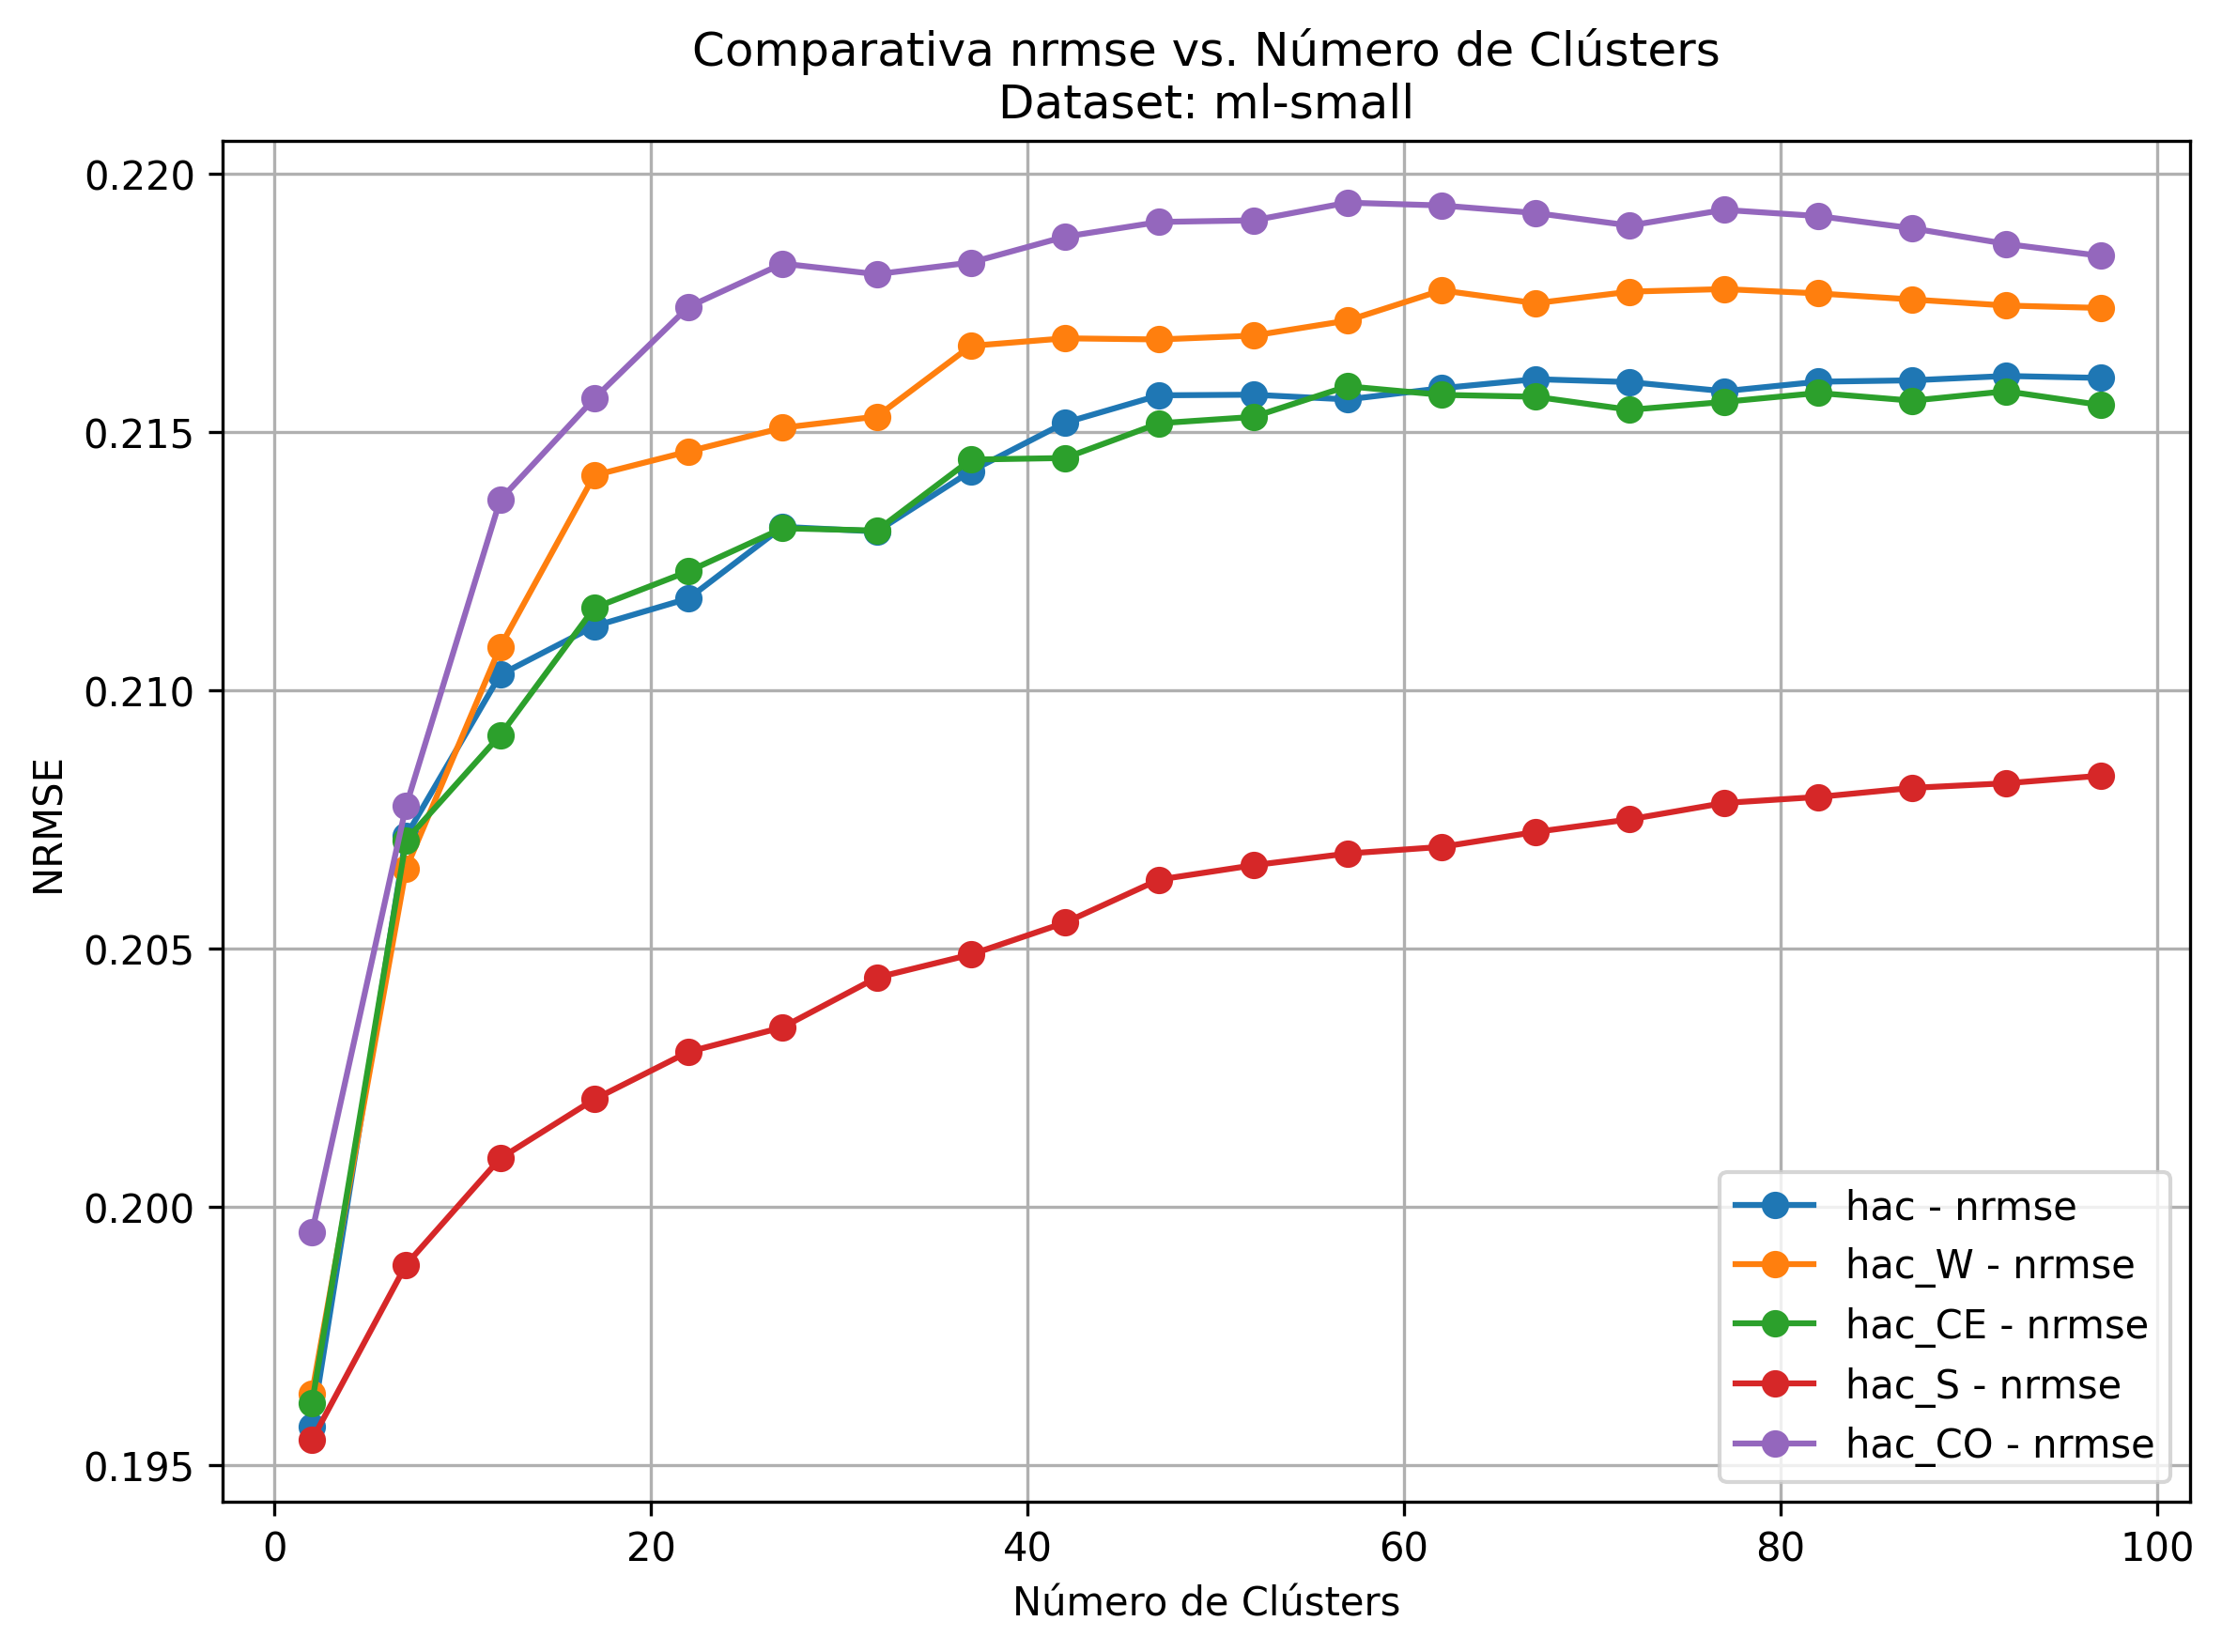 Comparativa nrmse vs. Número de Clústers
Dataset: ml-small
NRMSE
0.220
0.215
0.210
0.205
0.200
0.195
0
20
40
60
80
100
Número de Clústers
hac - nrmse
hac_W - nrmse
hac_CE - nrmse
hac_S - nrmse
hac_CO - nrmse